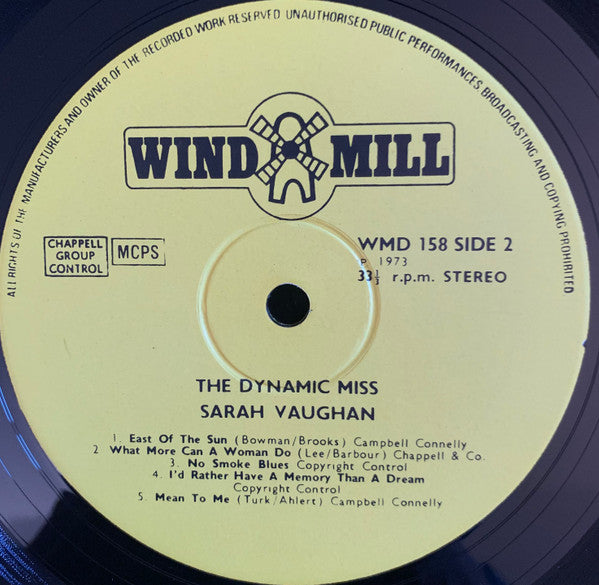 ALL RIGHTS OF THE MANUFACTURERS AND OWNER OF THE RECORDED WORK RESERVED UNAUTHORISED PUBLIC PERFORMANCES BROADCASTING AND COPYING PROHIBITED
WIND MILL
CHAPPELL
GROUP
CONTROL
MCPS
WMD 158 SIDE 2
P 1973
33⅓ r.p.m. STEREO
THE DYNAMIC MISS
SARAH VAUGHAN
1. East Of The Sun (Bowman/Brooks) Campbell Connelly
2 What More Can A Woman Do (Lee/Barbour) Chappell & Co.
3. No Smoke Blues Copyright Control
4. I'd Rather Have A Memory Than A Dream
Copyright Control
5. Mean To Me (Turk/Ahlert) Campbell Connelly